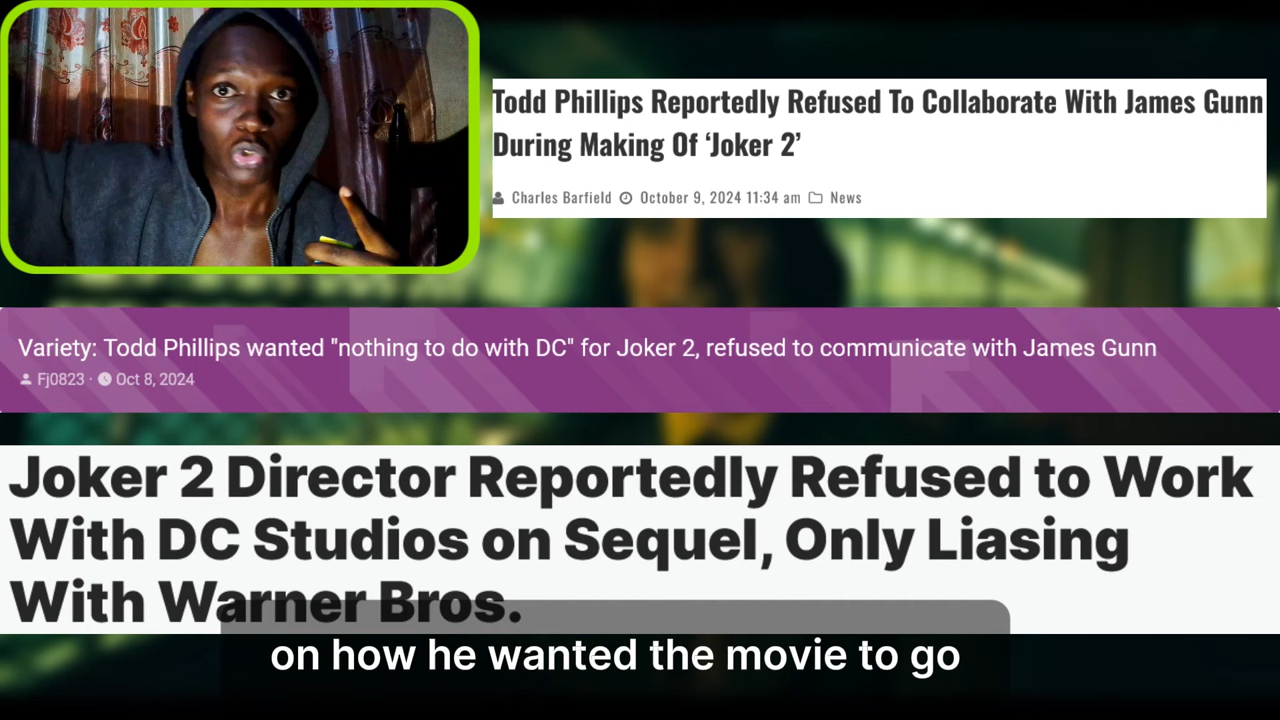 Todd Phillips Reportedly Refused To Collaborate With James Gunn
During Making Of ‘Joker 2’
Charles Barfield October 9, 2024 11:34 am News
Variety: Todd Phillips wanted "nothing to do with DC" for Joker 2, refused to communicate with James Gunn
Fj0823 · Oct 8, 2024
Joker 2 Director Reportedly Refused to Work
With DC Studios on Sequel, Only Liasing
With Warner Bros.
on how he wanted the movie to go